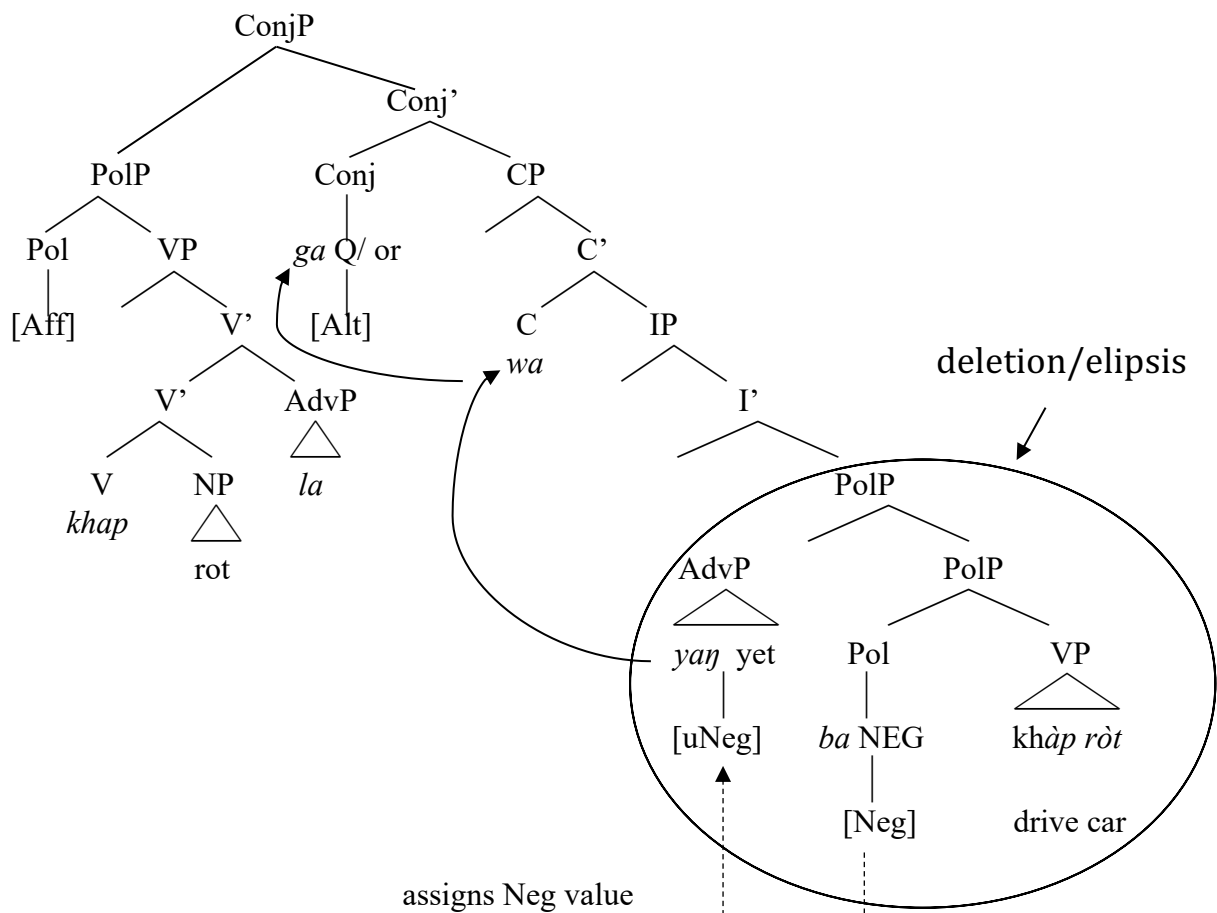 ConjP
Conj’
PolP Conj CP
Pol VP ga Q/ or C’
[Aff] V’ [Alt] C IP
wa
deletion/elipsis
V’ AdvP I’
V NP la PolP
khap
rot AdvP PolP
yaŋ yet Pol VP
[uNeg] ba NEG khàp ròt
[Neg] drive car
assigns Neg value